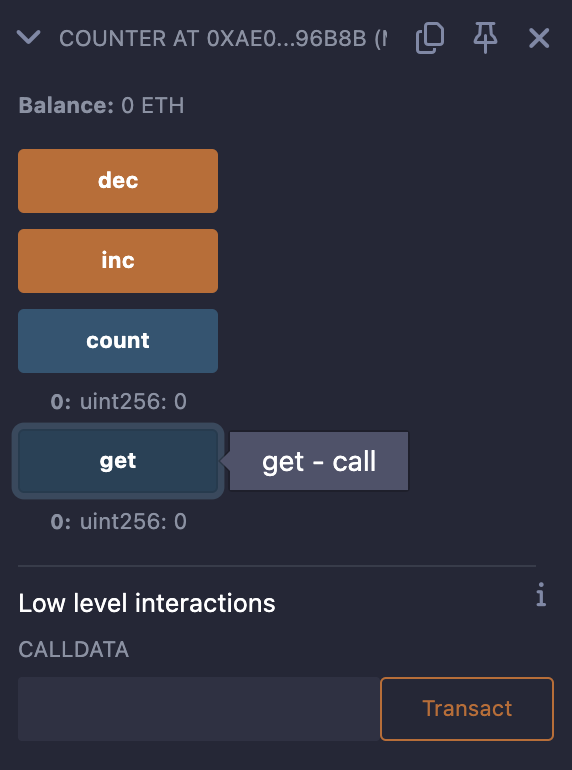 COUNTER AT 0XAE0...96B8B (M
Balance: 0 ETH
dec
inc
count
0: uint256: 0
get
get - call
0: uint256: 0
Low level interactions
i
CALLDATA
Transact